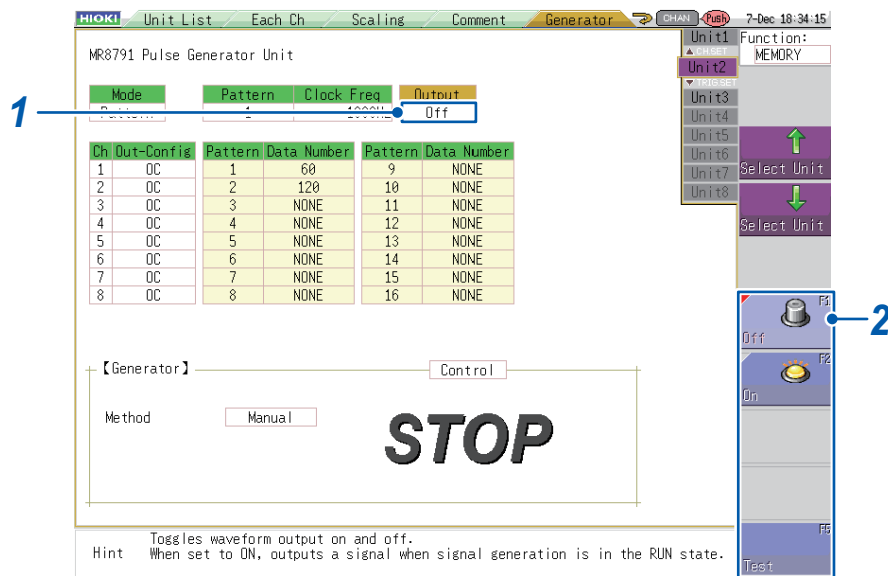 HIOKI Unit List Each Ch Scaling Comment Generator CHAN Push 7-Dec 18:34:15
MR8791 Pulse Generator Unit
Mode Pattern Clock Freq Output
Pattern 1 1000Hz Off
1
Ch Out-Config Pattern Data Number Pattern Data Number
1 OC 1 60 9 NONE
2 OC 2 120 10 NONE
3 OC 3 NONE 11 NONE
4 OC 4 NONE 12 NONE
5 OC 5 NONE 13 NONE
6 OC 6 NONE 14 NONE
7 OC 7 NONE 15 NONE
8 OC 8 NONE 16 NONE
【Generator】 Control
Method Manual
STOP
Hint Toggles waveform output on and off.
When set to ON, outputs a signal when signal generation is in the RUN state.
Unit1
▲ CH SET
Unit2
▼ TRIG SET
Unit3
Unit4
Unit5
Unit6
Unit7
Unit8
Function:
MEMORY
Select Unit
Select Unit
F1
Off
2
F2
On
F5
Test